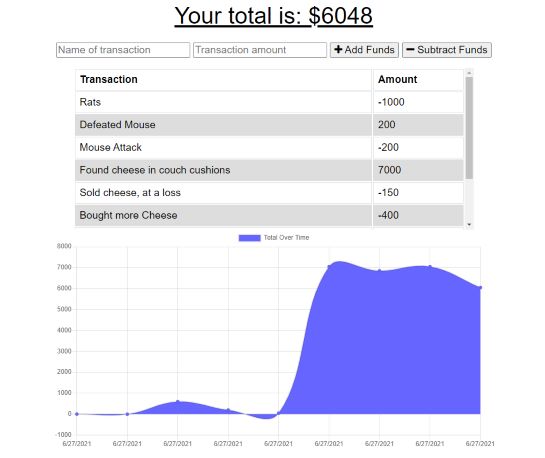 Your total is: $6048
Name of transaction Transaction amount + Add Funds − Subtract Funds
Transaction Amount
Rats -1000
Defeated Mouse 200
Mouse Attack -200
Found cheese in couch cushions 7000
Sold cheese, at a loss -150
Bought more Cheese -400
Total Over Time
8000
7000
6000
5000
4000
3000
2000
1000
0
-1000
6/27/2021 6/27/2021 6/27/2021 6/27/2021 6/27/2021 6/27/2021 6/27/2021 6/27/2021 6/27/2021